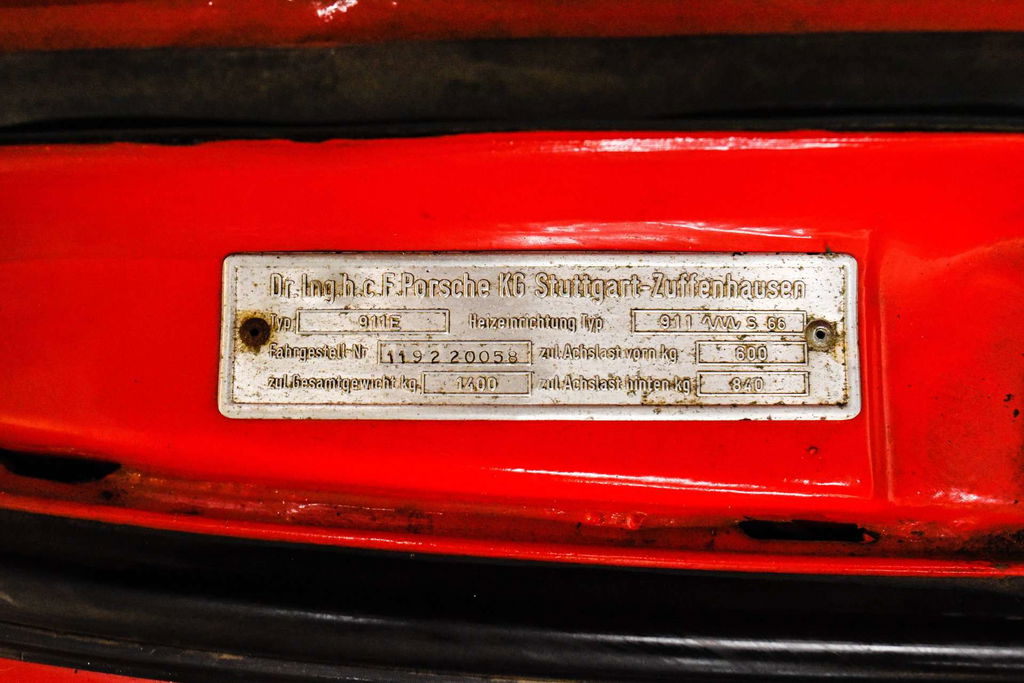 Dr. Ing.h.c.F.Porsche KG Stuttgart-Zuffenhausen
Typ 911E Heizeinrichtung Typ 911 S 66
Fahrgestell-Nr 119220058 zul.Achslast vorn kg 600
zul.Gesamtgewicht kg 1400 zul.Achslast hinten kg 840